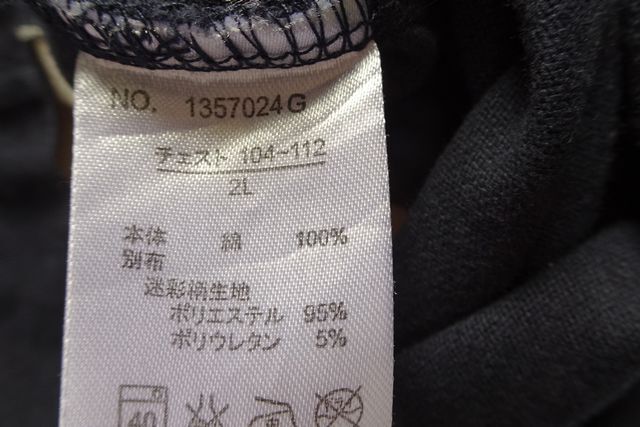 NO. 1357024G
チェスト 104~112
2L
本体 綿 100%
別布
迷彩柄生地
ポリエステル 95%
ポリウレタン 5%
40